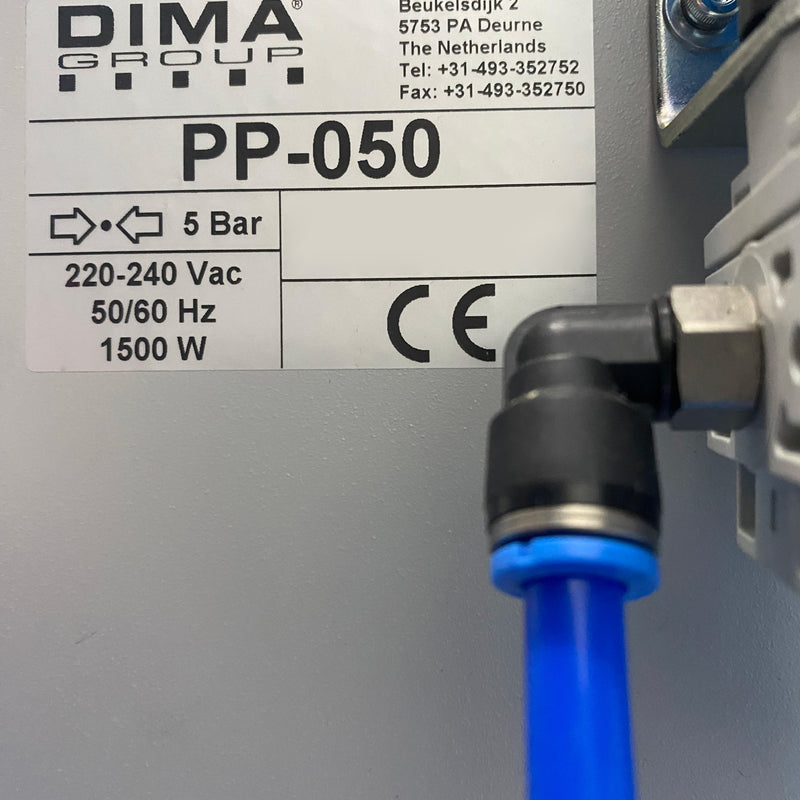 DIMA®
GROUP
Beukelsdijk 2
5753 PA Deurne
The Netherlands
Tel: +31-493-352752
Fax: +31-493-352750
PP-050
5 Bar
220-240 Vac
50/60 Hz
1500 W
CE